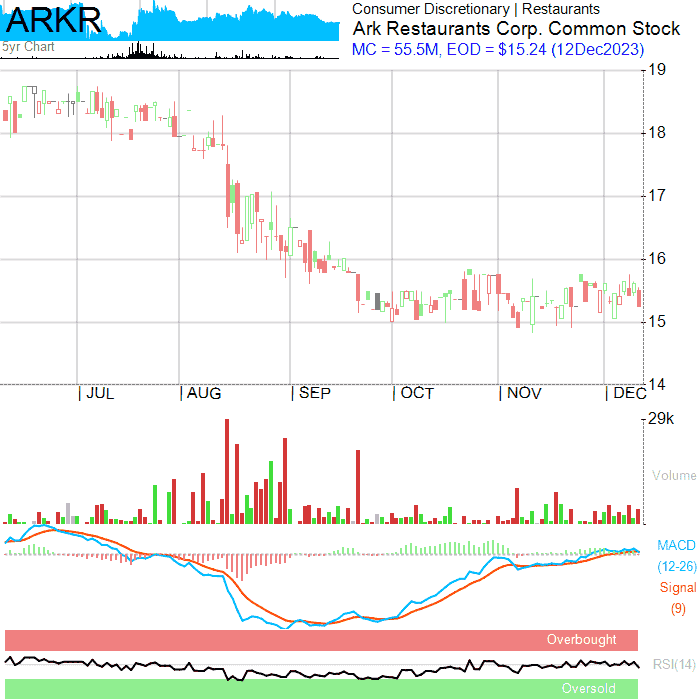 ARKR
5yr Chart
Consumer Discretionary | Restaurants
Ark Restaurants Corp. Common Stock
MC = 55.5M, EOD = $15.24 (12Dec2023)
19
18
17
16
15
14
| JUL | AUG | SEP | OCT | NOV | DEC
29k
Volume
MACD
(12-26)
Signal
(9)
Overbought
RSI(14)
Oversold